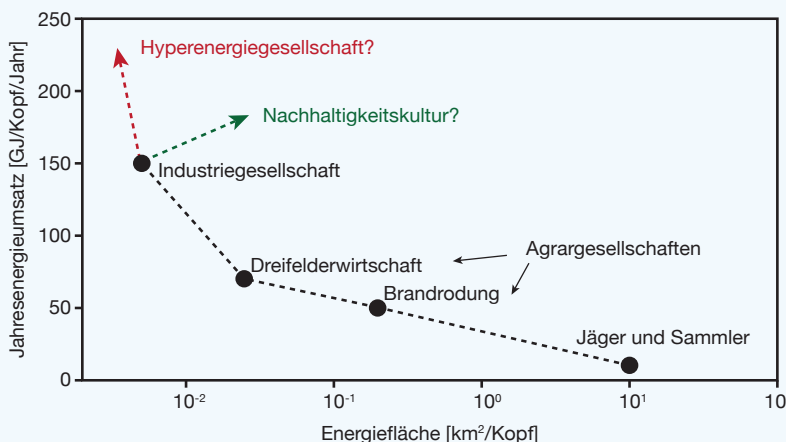 250
200
150
100
50
0
Jahresenergieumsatz [GJ/Kopf/Jahr]
Hyperenergiegesellschaft?
Nachhaltigkeitskultur?
Industriegesellschaft
Dreifelderwirtschaft
Agrargesellschaften
Brandrodung
Jäger und Sammler
10⁻² 10⁻¹ 10⁰ 10¹ 10
Energiefläche [km²/Kopf]